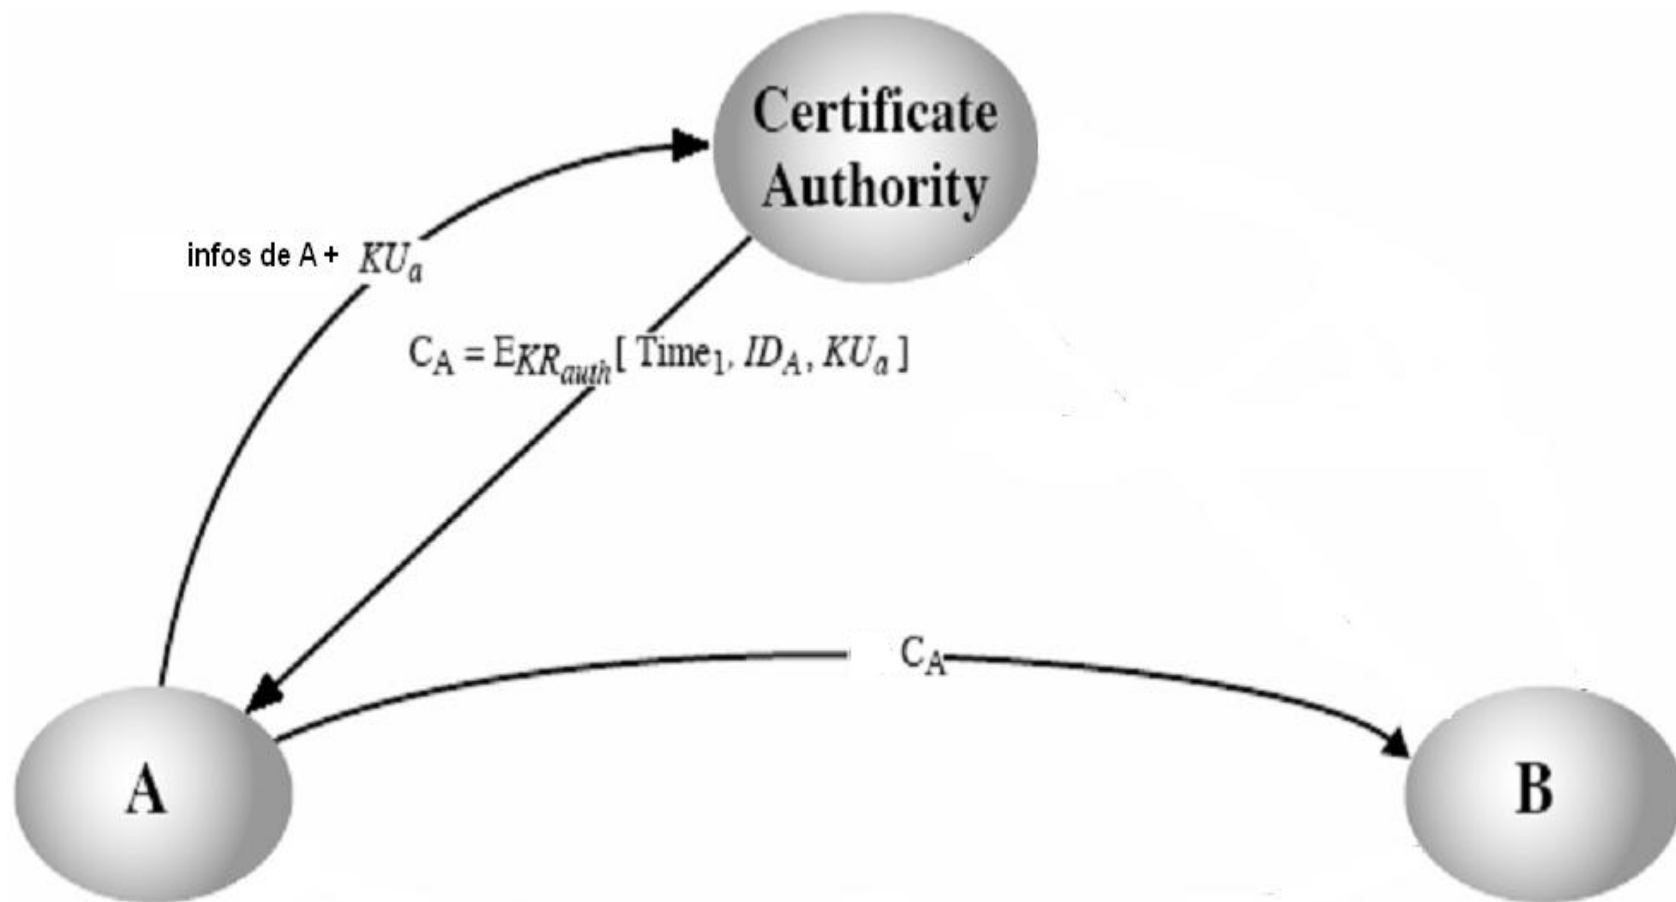 Certificate
Authority
infos de A + KUa
CA = EKRauth[ Time1, IDA, KUa ]
CA
A
B